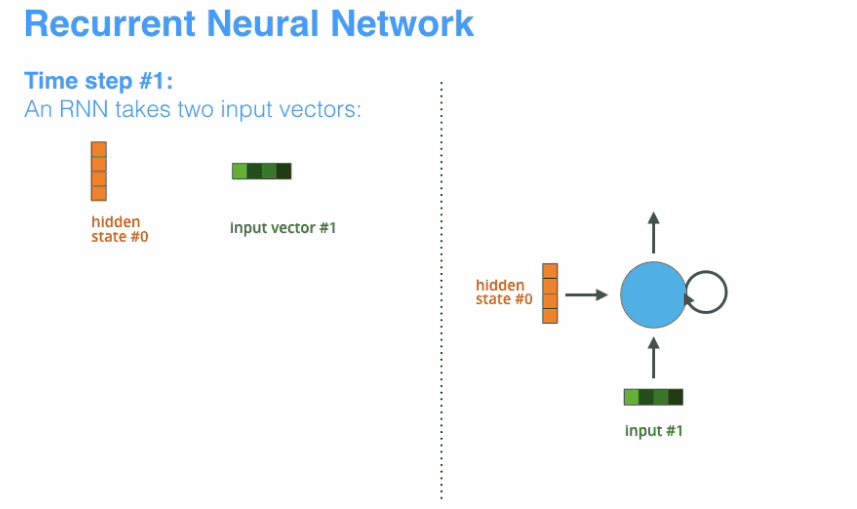 Recurrent Neural Network
Time step #1:
An RNN takes two input vectors:
hidden
state #0
input vector #1
hidden
state #0
input #1